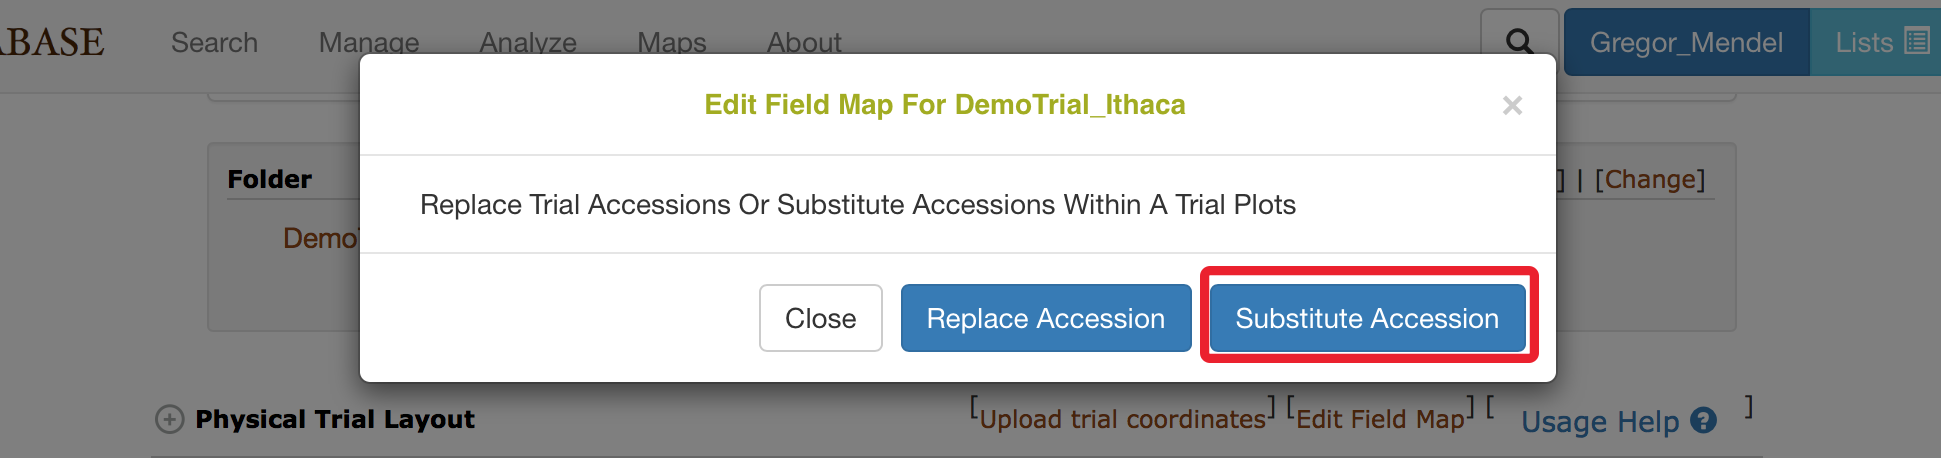 ABASE Search Manage Analyze Maps About Gregor_Mendel Lists
Edit Field Map For DemoTrial_Ithaca ×
Folder ] | [Change]
Replace Trial Accessions Or Substitute Accessions Within A Trial Plots
Demo
Close Replace Accession Substitute Accession
Physical Trial Layout [Upload trial coordinates] [Edit Field Map] [ Usage Help ? ]